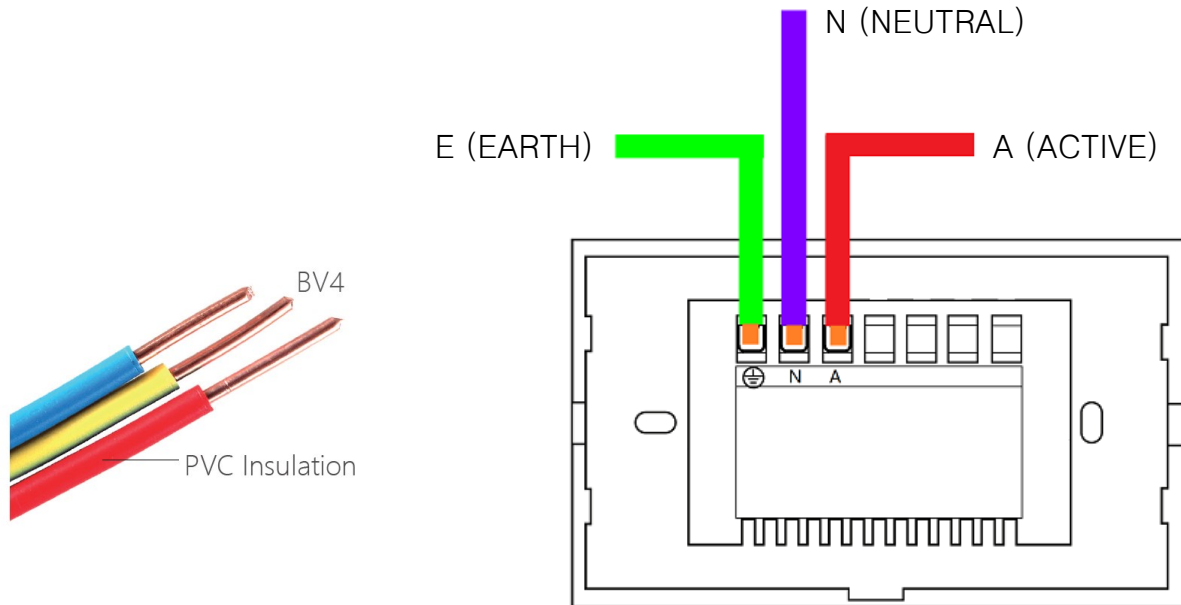 N (NEUTRAL)
E (EARTH)
A (ACTIVE)
BV4
PVC Insulation
N A